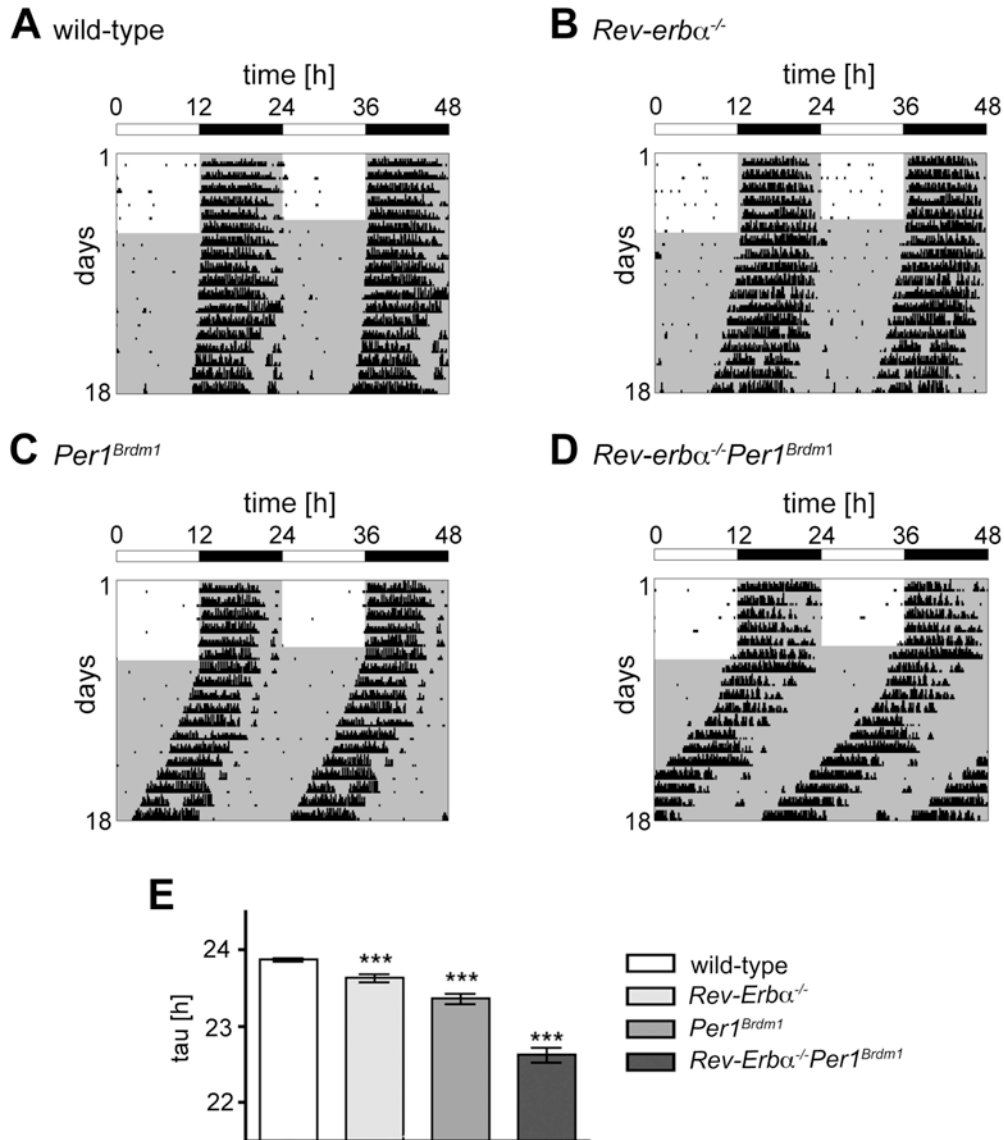 A wild-type
time [h]
0 12 24 36 48
1
days
18
B Rev-erbα-/-
time [h]
0 12 24 36 48
1
days
18
C Per1Brdm1
time [h]
0 12 24 36 48
1
days
18
D Rev-erbα-/-Per1Brdm1
time [h]
0 12 24 36 48
1
days
18
E
tau [h]
24
23
22
***
***
***
wild-type
Rev-Erbα-/-
Per1Brdm1
Rev-Erbα-/-Per1Brdm1